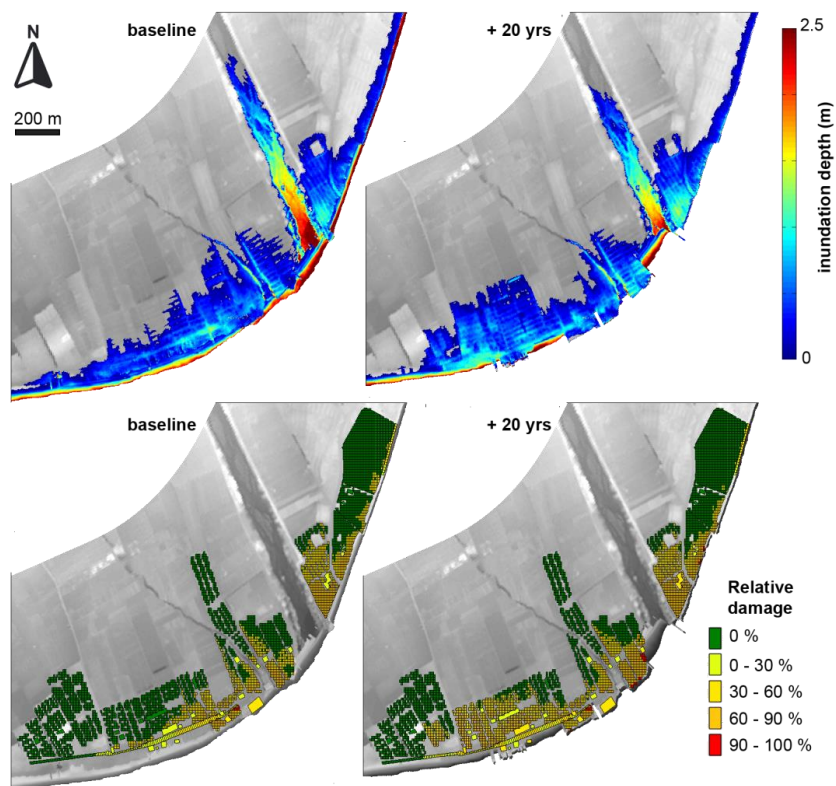 baseline
+ 20 yrs
2.5
N
200 m
inundation depth (m)
0
baseline
+ 20 yrs
Relative
damage
0 %
0 - 30 %
30 - 60 %
60 - 90 %
90 - 100 %